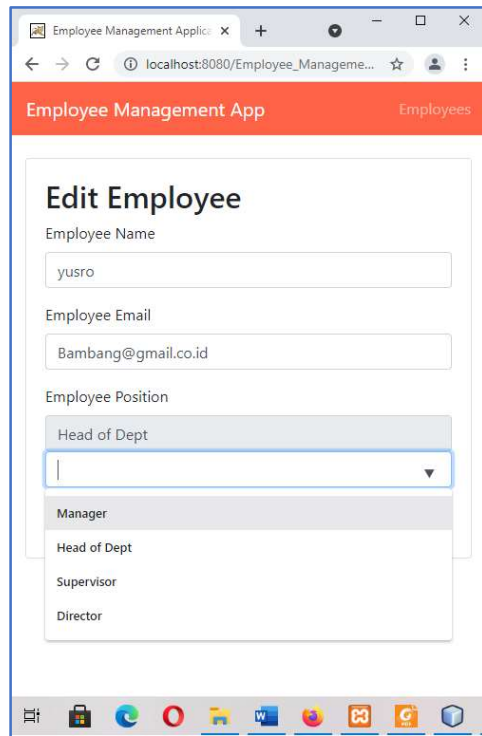 Employee Management Applica
localhost:8080/Employee_Manageme...
Employee Management App
Employees
Edit Employee
Employee Name
yusro
Employee Email
Bambang@gmail.co.id
Employee Position
Head of Dept
Manager
Head of Dept
Supervisor
Director